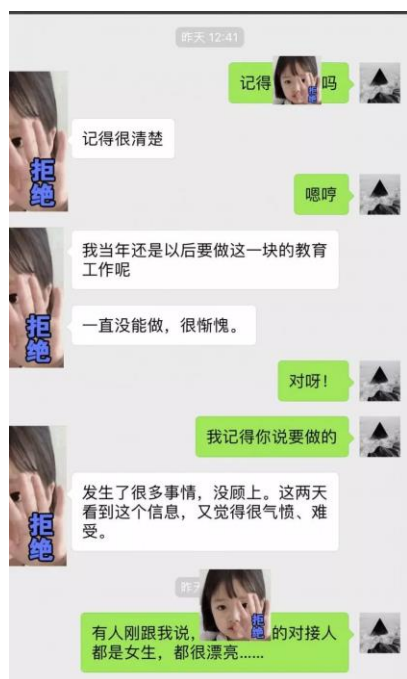 昨天 12:41
记得
吗
记得很清楚
拒绝
嗯哼
我当年还是以后要做这一块的教育
工作呢
一直没能做，很惭愧。
拒绝
对呀！
我记得你说要做的
发生了很多事情，没顾上。这两天
看到这个信息，又觉得很气愤、难
受。
拒绝
昨天
有人刚跟我说，
拒绝
的对接人
都是女生，都很漂亮……